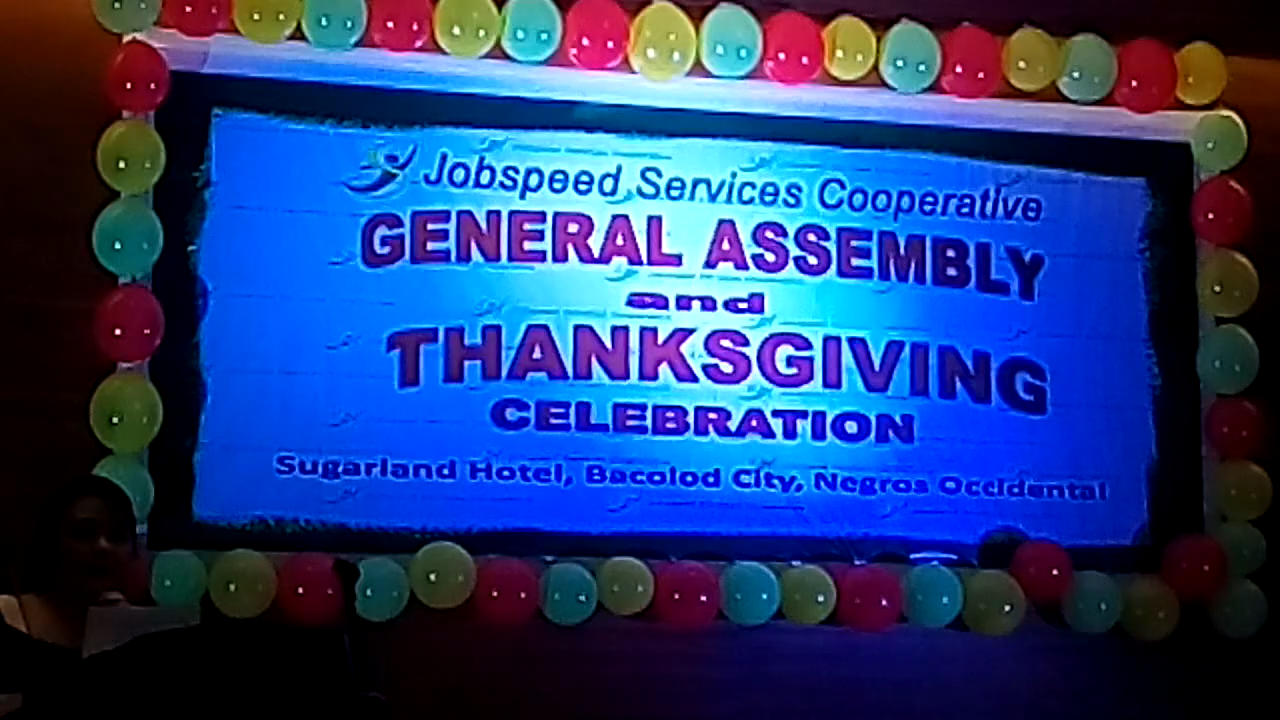 Jobspeed Services Cooperative
GENERAL ASSEMBLY
and
THANKSGIVING
CELEBRATION
Sugarland Hotel, Bacolod City, Negros Occidental